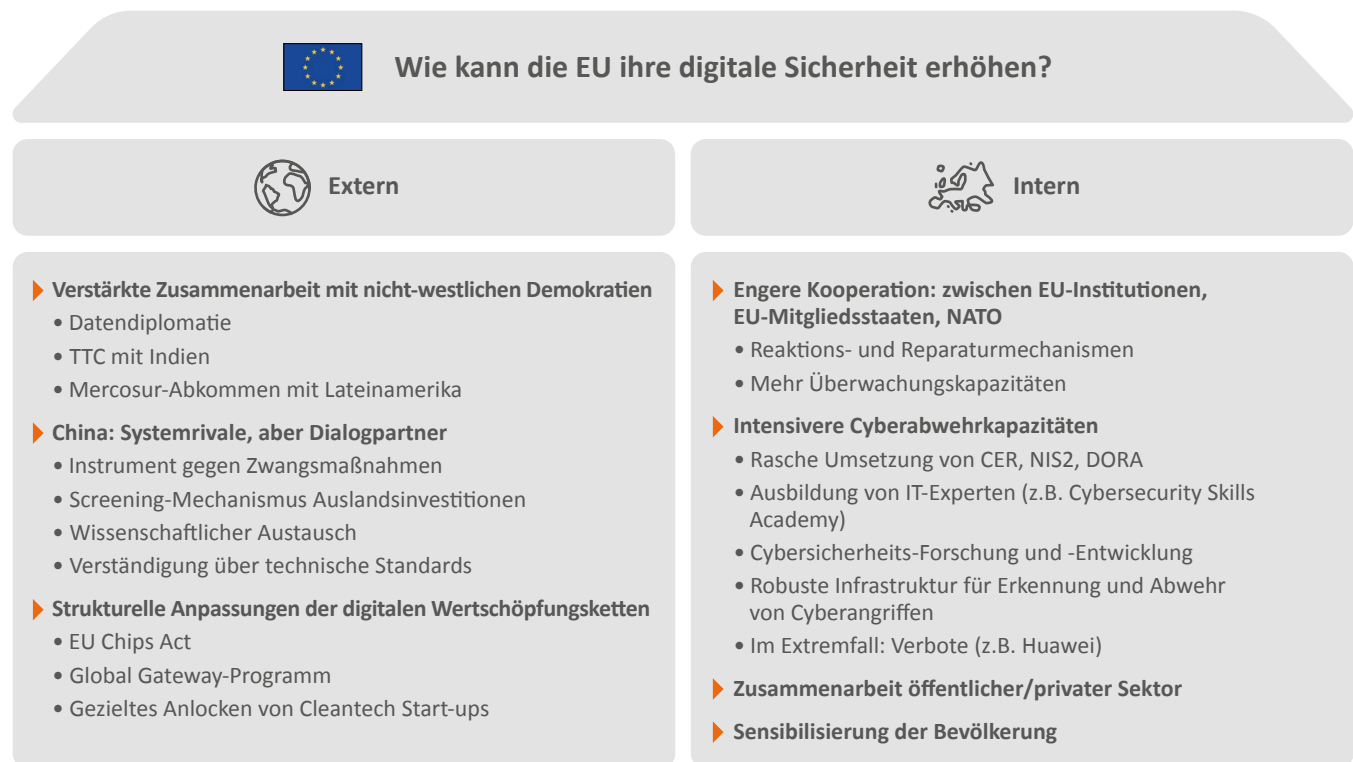 Wie kann die EU ihre digitale Sicherheit erhöhen?
Extern
Verstärkte Zusammenarbeit mit nicht-westlichen Demokratien
• Datendiplomatie
• TTC mit Indien
• Mercosur-Abkommen mit Lateinamerika
China: Systemrivale, aber Dialogpartner
• Instrument gegen Zwangsmaßnahmen
• Screening-Mechanismus Auslandsinvestitionen
• Wissenschaftlicher Austausch
• Verständigung über technische Standards
Strukturelle Anpassungen der digitalen Wertschöpfungsketten
• EU Chips Act
• Global Gateway-Programm
• Gezieltes Anlocken von Cleantech Start-ups
Intern
Engere Kooperation: zwischen EU-Institutionen,
EU-Mitgliedsstaaten, NATO
• Reaktions- und Reparaturmechanismen
• Mehr Überwachungskapazitäten
Intensivere Cyberabwehrkapazitäten
• Rasche Umsetzung von CER, NIS2, DORA
• Ausbildung von IT-Experten (z.B. Cybersecurity Skills
Academy)
• Cybersicherheits-Forschung und -Entwicklung
• Robuste Infrastruktur für Erkennung und Abwehr
von Cyberangriffen
• Im Extremfall: Verbote (z.B. Huawei)
Zusammenarbeit öffentlicher/privater Sektor
Sensibilisierung der Bevölkerung